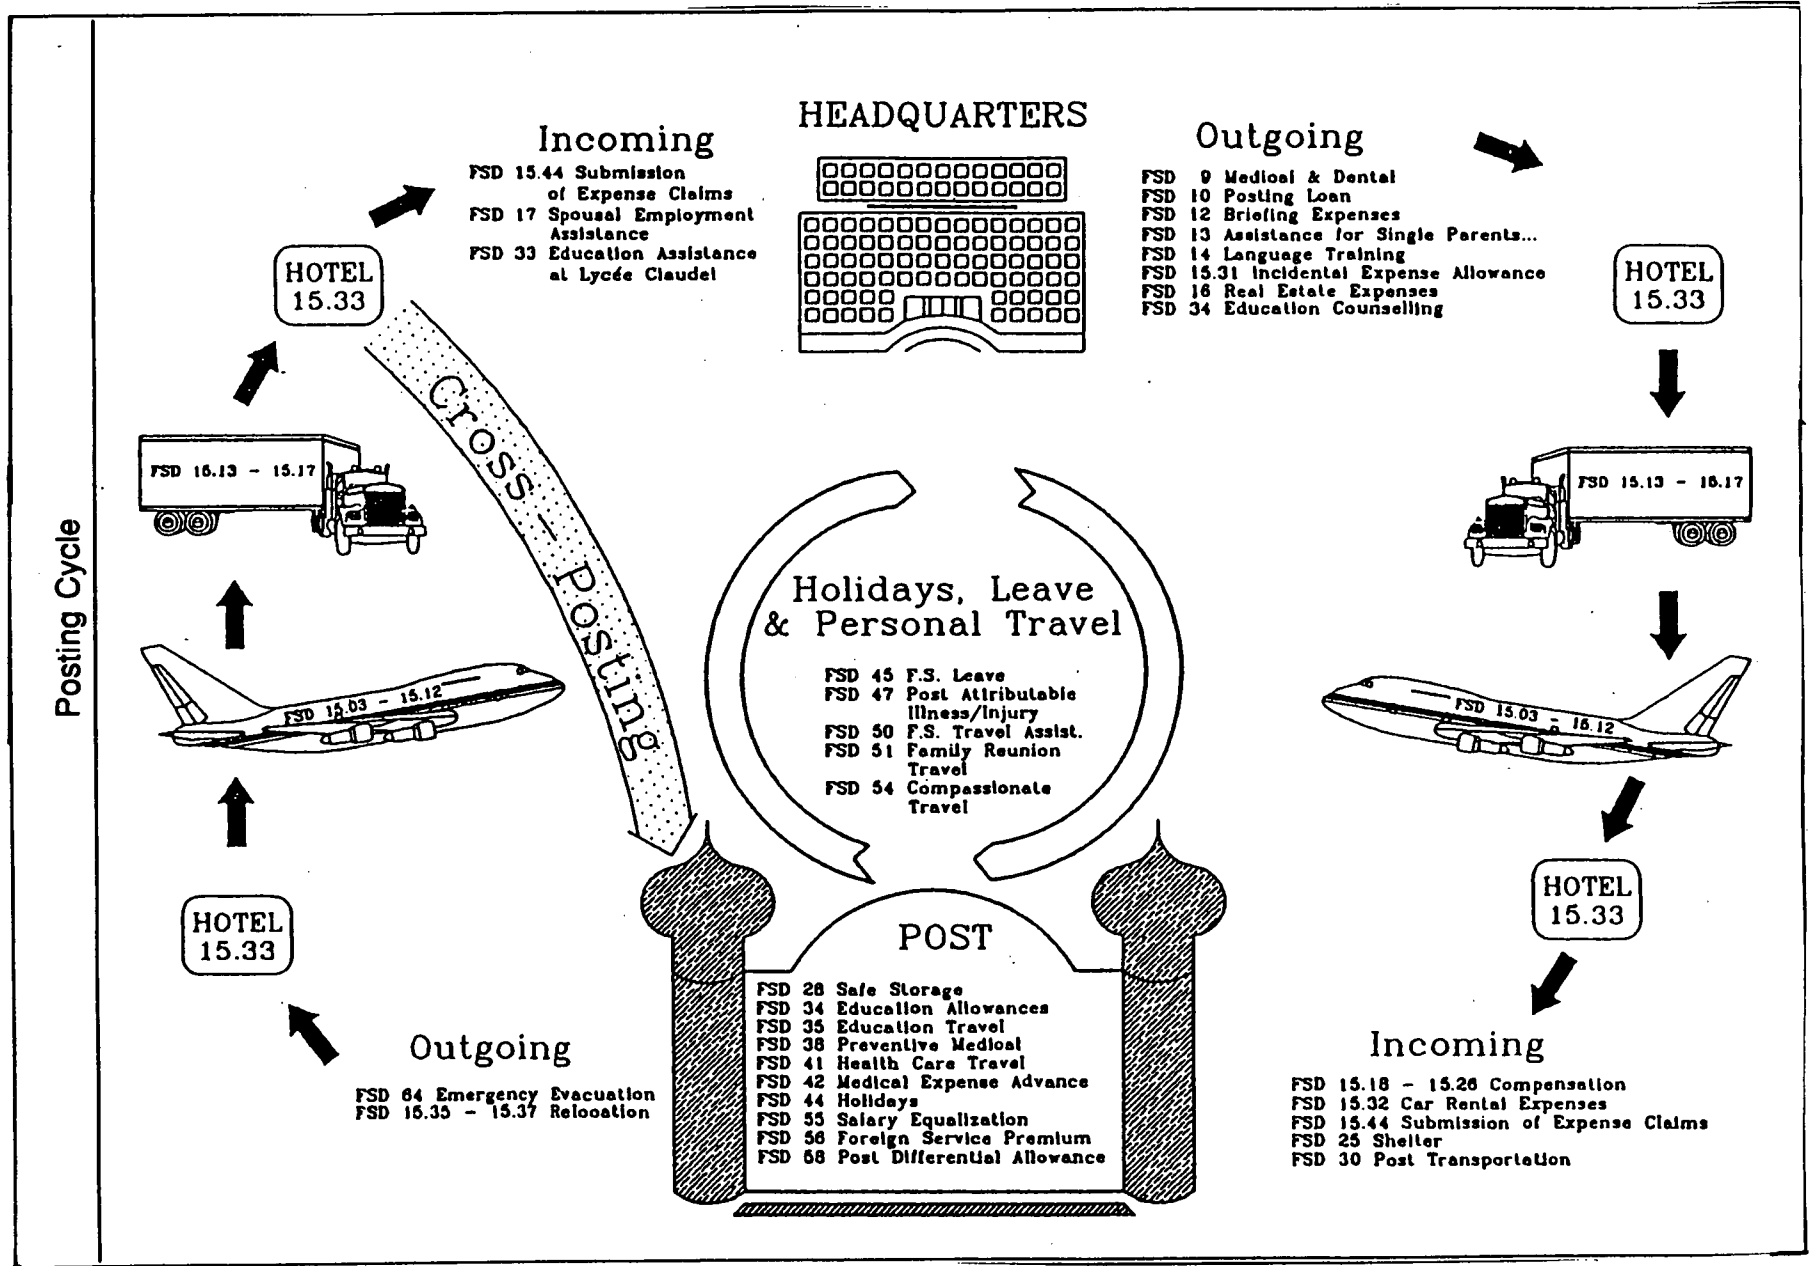 Posting Cycle
HEADQUARTERS
Incoming
FSD 15.44 Submission
of Expense Claims
FSD 17 Spousal Employment
Assistance
FSD 33 Education Assistance
at Lycée Claudel
Outgoing
FSD 9 Medical & Dental
FSD 10 Posting Loan
FSD 12 Briefing Expenses
FSD 13 Assistance for Single Parents...
FSD 14 Language Training
FSD 15.31 Incidental Expense Allowance
FSD 16 Real Estate Expenses
FSD 34 Education Counselling
HOTEL
15.33
HOTEL
15.33
Cross - Posting
FSD 15.13 - 15.17
FSD 15.13 - 15.17
Holidays, Leave
& Personal Travel
FSD 45 F.S. Leave
FSD 47 Post Attributable
Illness/Injury
FSD 50 F.S. Travel Assist.
FSD 51 Family Reunion
Travel
FSD 54 Compassionate
Travel
FSD 15.03 - 15.12
FSD 15.03 - 15.12
HOTEL
15.33
HOTEL
15.33
POST
FSD 28 Safe Storage
FSD 34 Education Allowances
FSD 35 Education Travel
FSD 38 Preventive Medical
FSD 41 Health Care Travel
FSD 42 Medical Expense Advance
FSD 44 Holidays
FSD 55 Salary Equalization
FSD 56 Foreign Service Premium
FSD 58 Post Differential Allowance
Outgoing
FSD 64 Emergency Evacuation
FSD 15.35 - 15.37 Relocation
Incoming
FSD 15.18 - 15.26 Compensation
FSD 15.32 Car Rental Expenses
FSD 15.44 Submission of Expense Claims
FSD 25 Shelter
FSD 30 Post Transportation